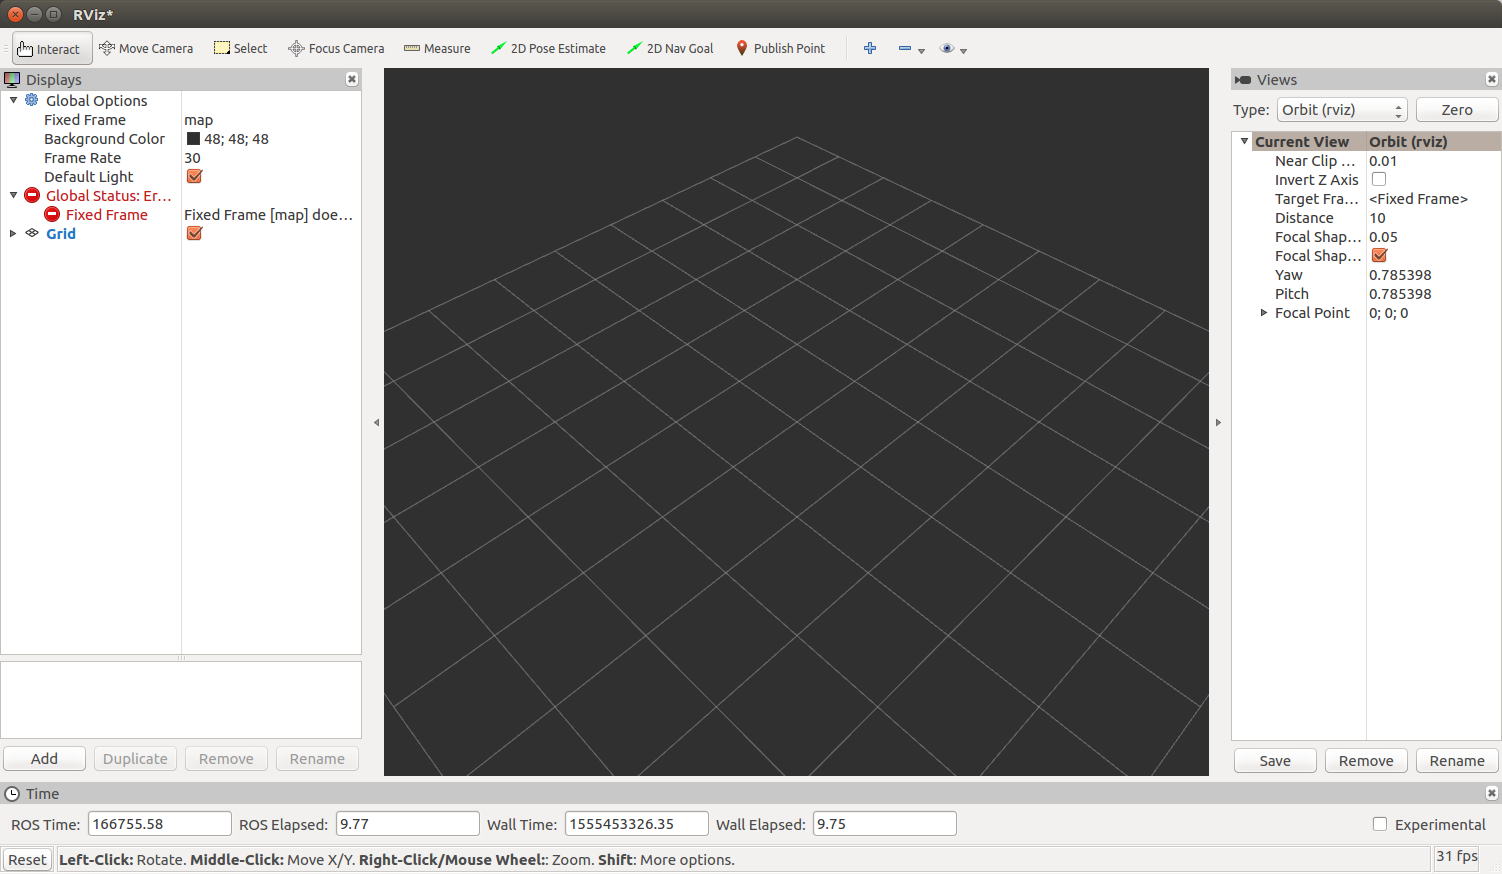 RViz*
Interact Move Camera Select Focus Camera Measure 2D Pose Estimate 2D Nav Goal Publish Point
Displays
Global Options
Fixed Frame map
Background Color 48; 48; 48
Frame Rate 30
Default Light
Global Status: Er...
Fixed Frame Fixed Frame [map] doe...
Grid
Add Duplicate Remove Rename
Views
Type: Orbit (rviz) Zero
Current View Orbit (rviz)
Near Clip ... 0.01
Invert Z Axis
Target Fra... <Fixed Frame>
Distance 10
Focal Shap... 0.05
Focal Shap...
Yaw 0.785398
Pitch 0.785398
Focal Point 0; 0; 0
Save Remove Rename
Time
ROS Time: 166755.58 ROS Elapsed: 9.77 Wall Time: 1555453326.35 Wall Elapsed: 9.75 Experimental
Reset Left-Click: Rotate. Middle-Click: Move X/Y. Right-Click/Mouse Wheel:: Zoom. Shift: More options. 31 fps